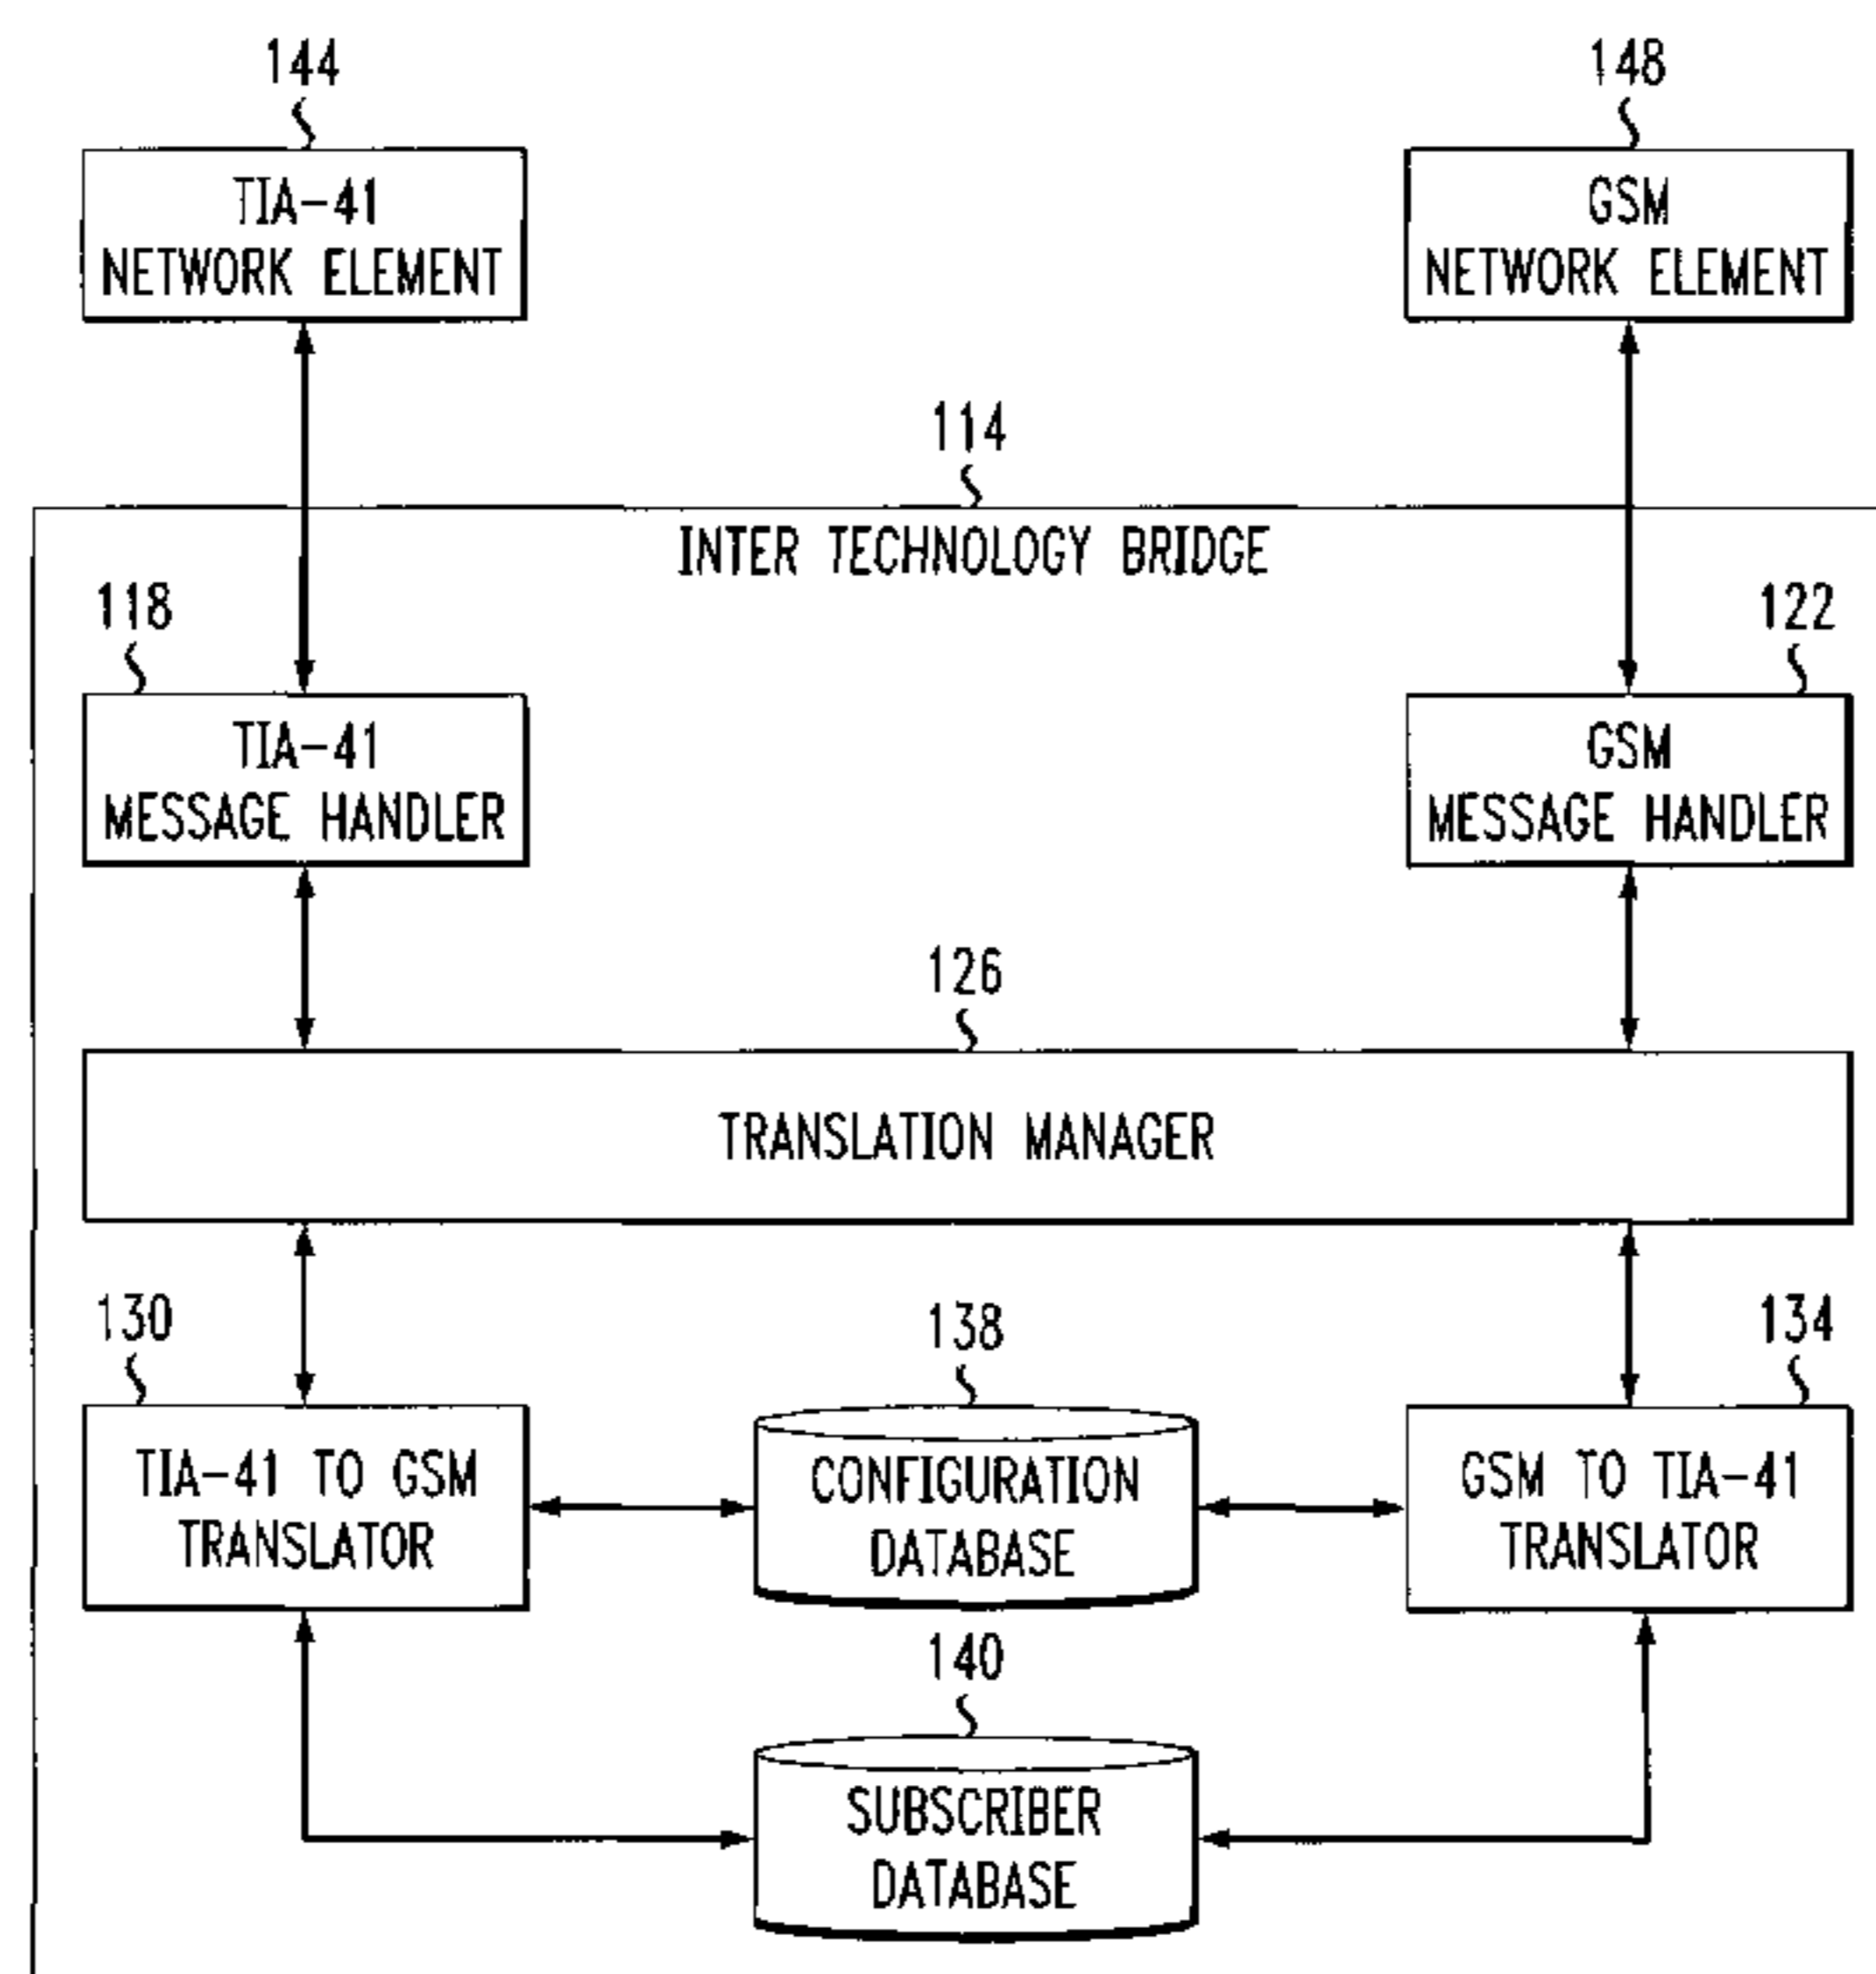 144
148
TIA-41
NETWORK ELEMENT
GSM
NETWORK ELEMENT
114
INTER TECHNOLOGY BRIDGE
118
122
TIA-41
MESSAGE HANDLER
GSM
MESSAGE HANDLER
126
TRANSLATION MANAGER
130
138
134
TIA-41 TO GSM
TRANSLATOR
CONFIGURATION
DATABASE
GSM TO TIA-41
TRANSLATOR
140
SUBSCRIBER
DATABASE